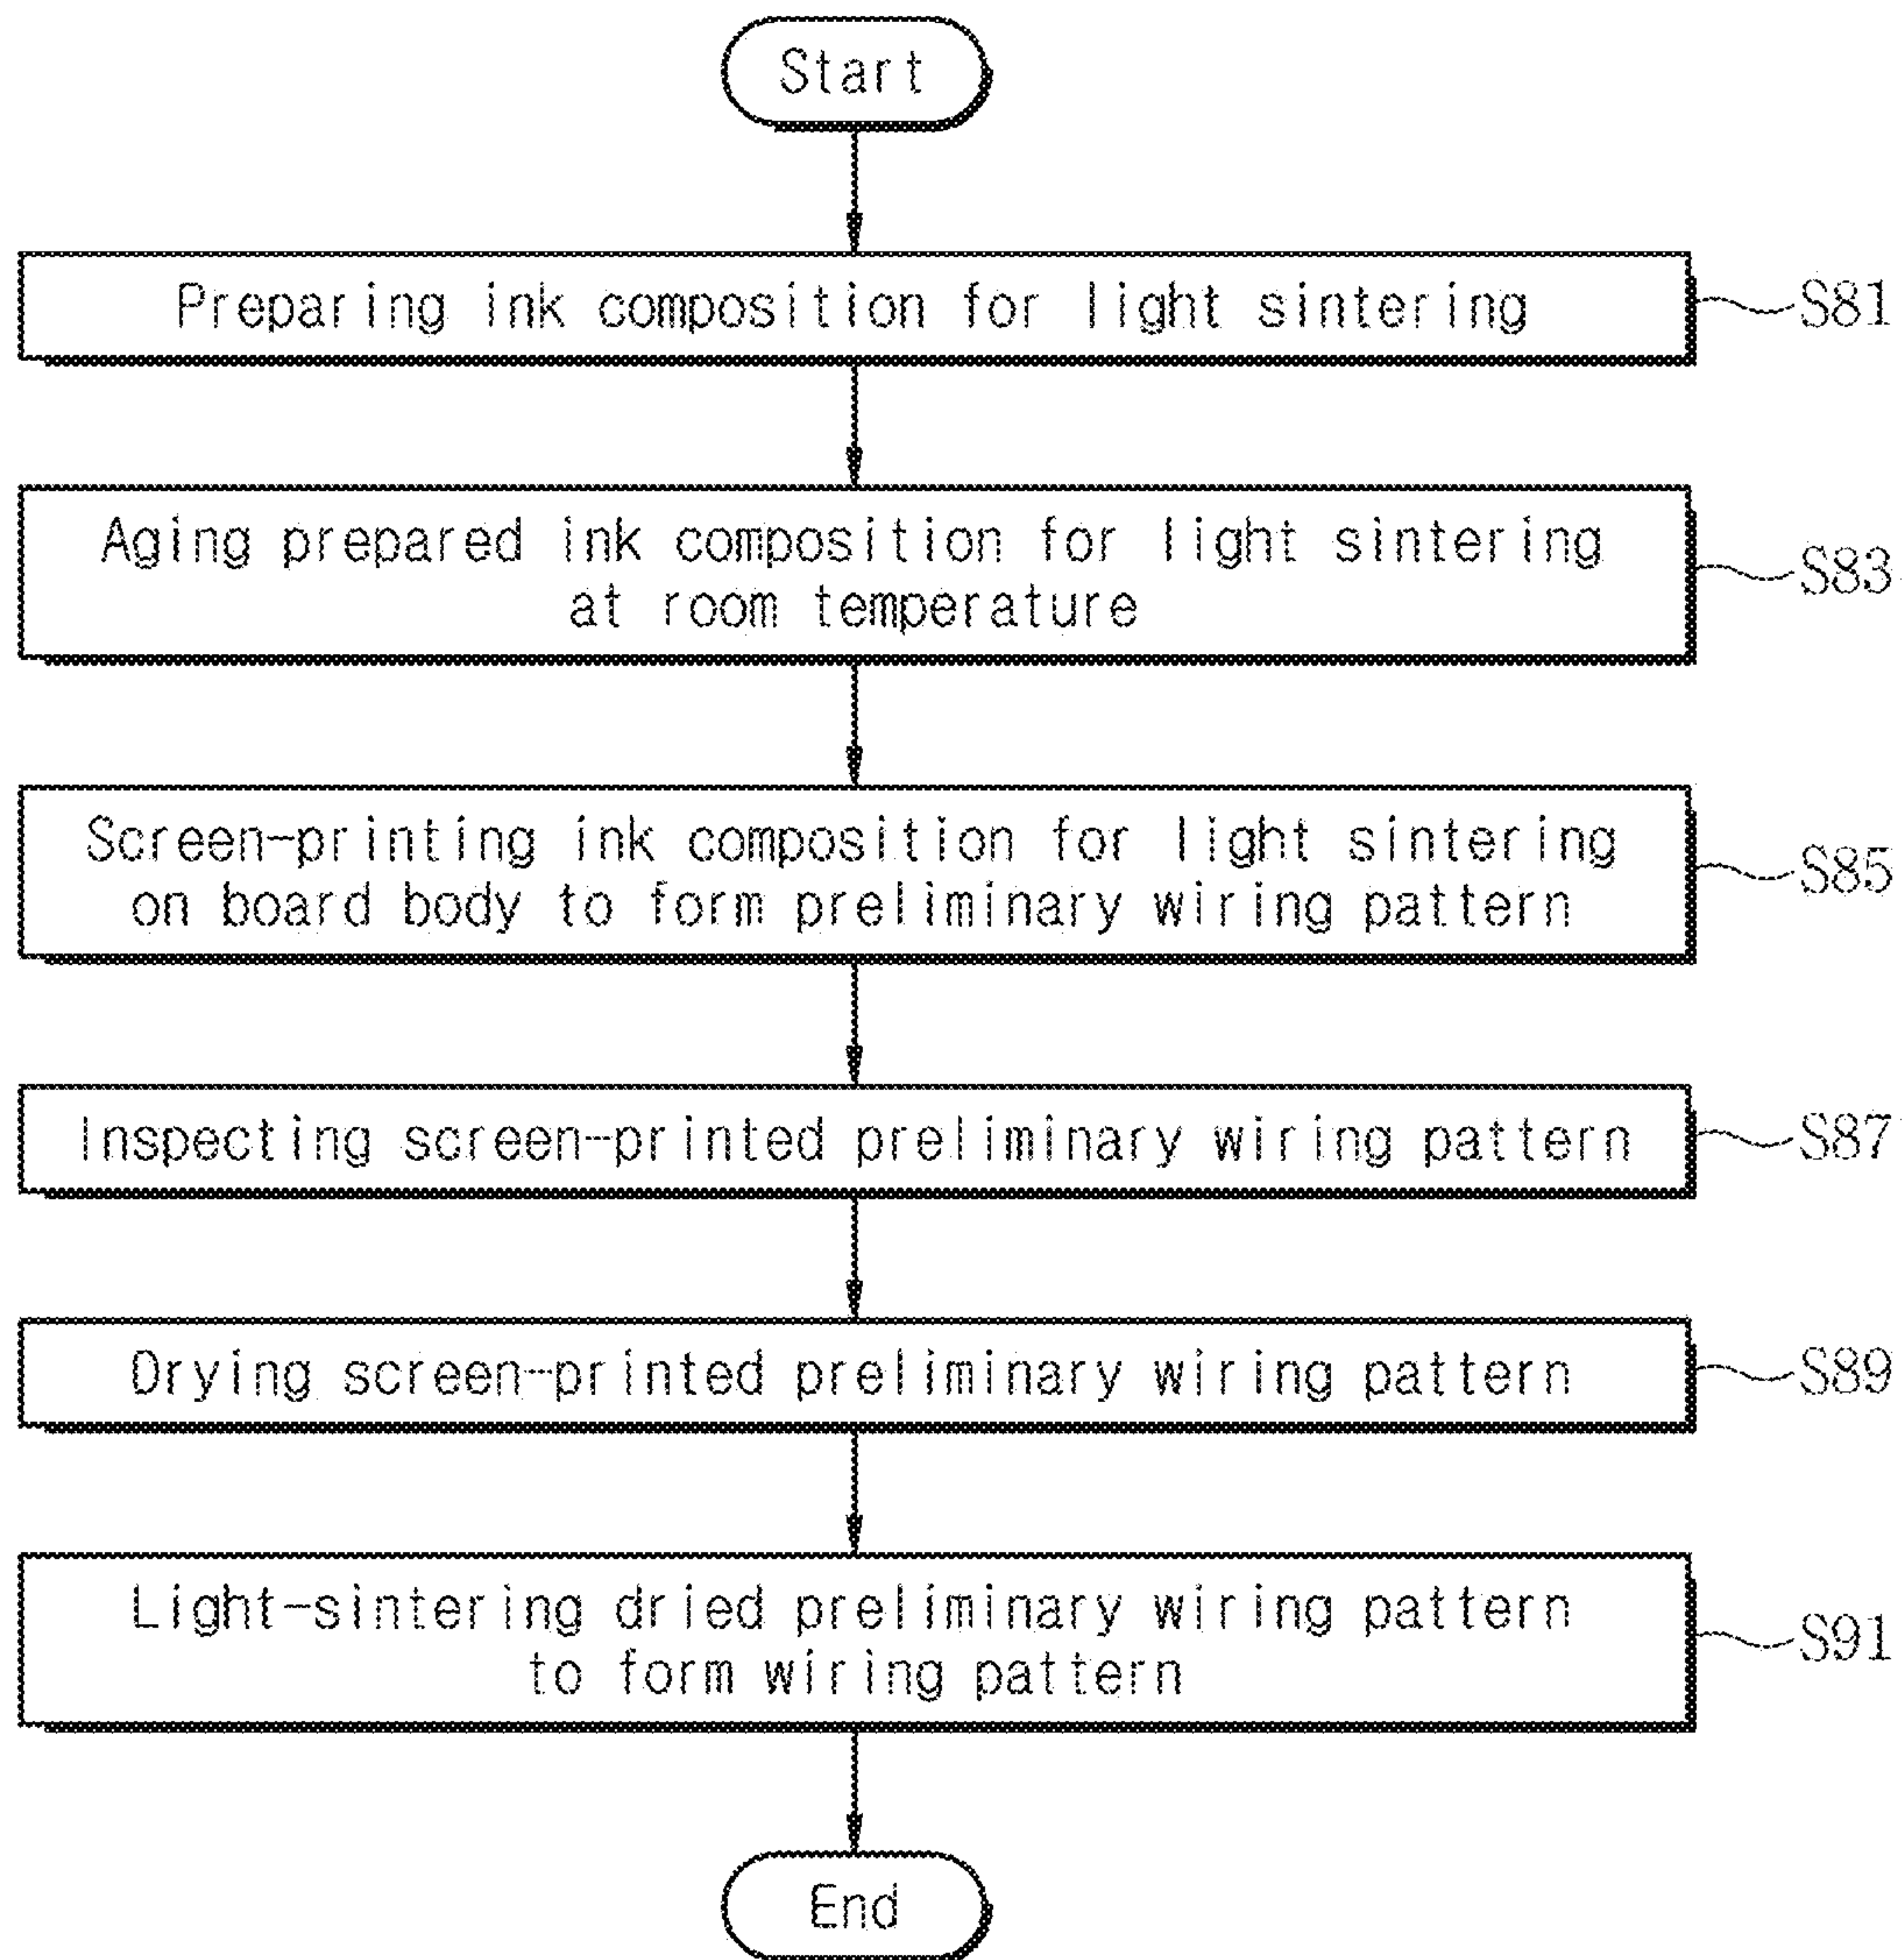 Start
Preparing ink composition for light sintering
S81
Aging prepared ink composition for light sintering
at room temperature
S83
Screen-printing ink composition for light sintering
on board body to form preliminary wiring pattern
S85
Inspecting screen-printed preliminary wiring pattern
S87
Drying screen-printed preliminary wiring pattern
S89
Light-sintering dried preliminary wiring pattern
to form wiring pattern
S91
End